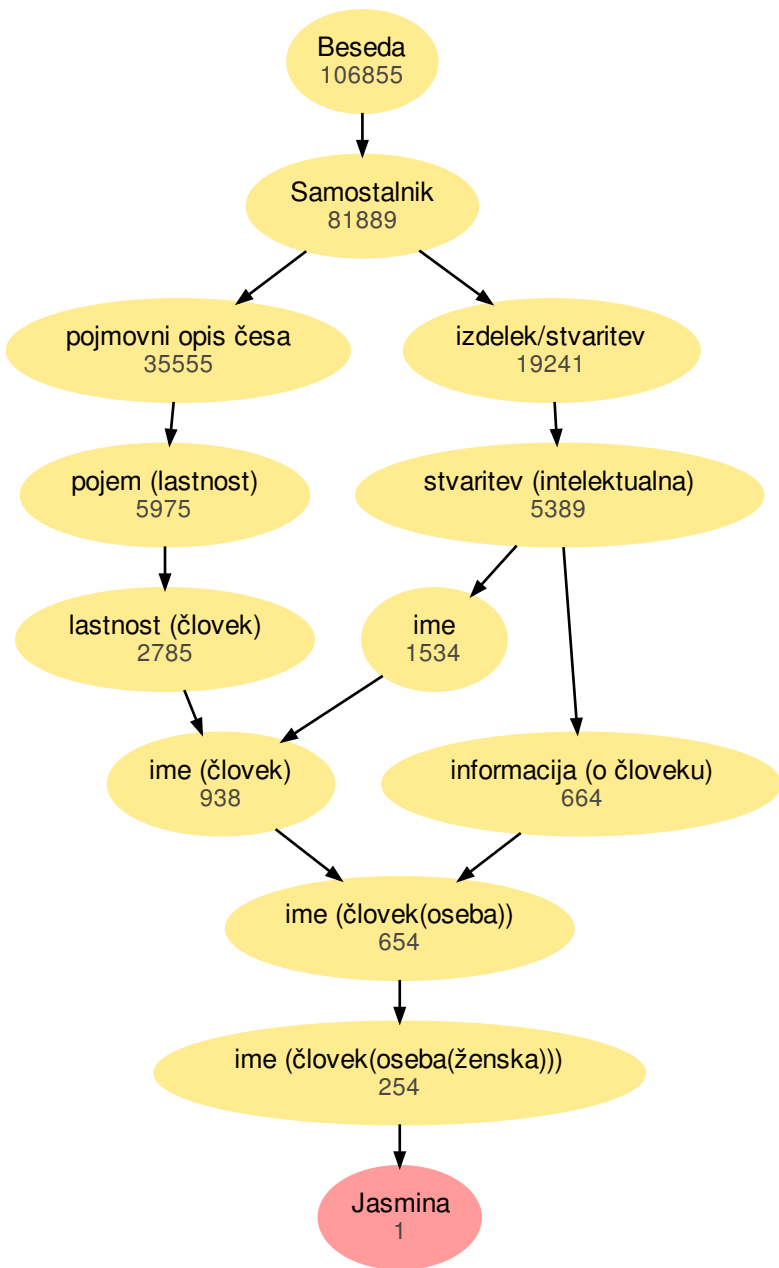 Beseda
106855
Samostalnik
81889
pojmovni opis česa
35555
izdelek/stvaritev
19241
pojem (lastnost)
5975
stvaritev (intelektualna)
5389
lastnost (človek)
2785
ime
1534
ime (človek)
938
informacija (o človeku)
664
ime (človek(oseba))
654
ime (človek(oseba(ženska)))
254
Jasmina
1